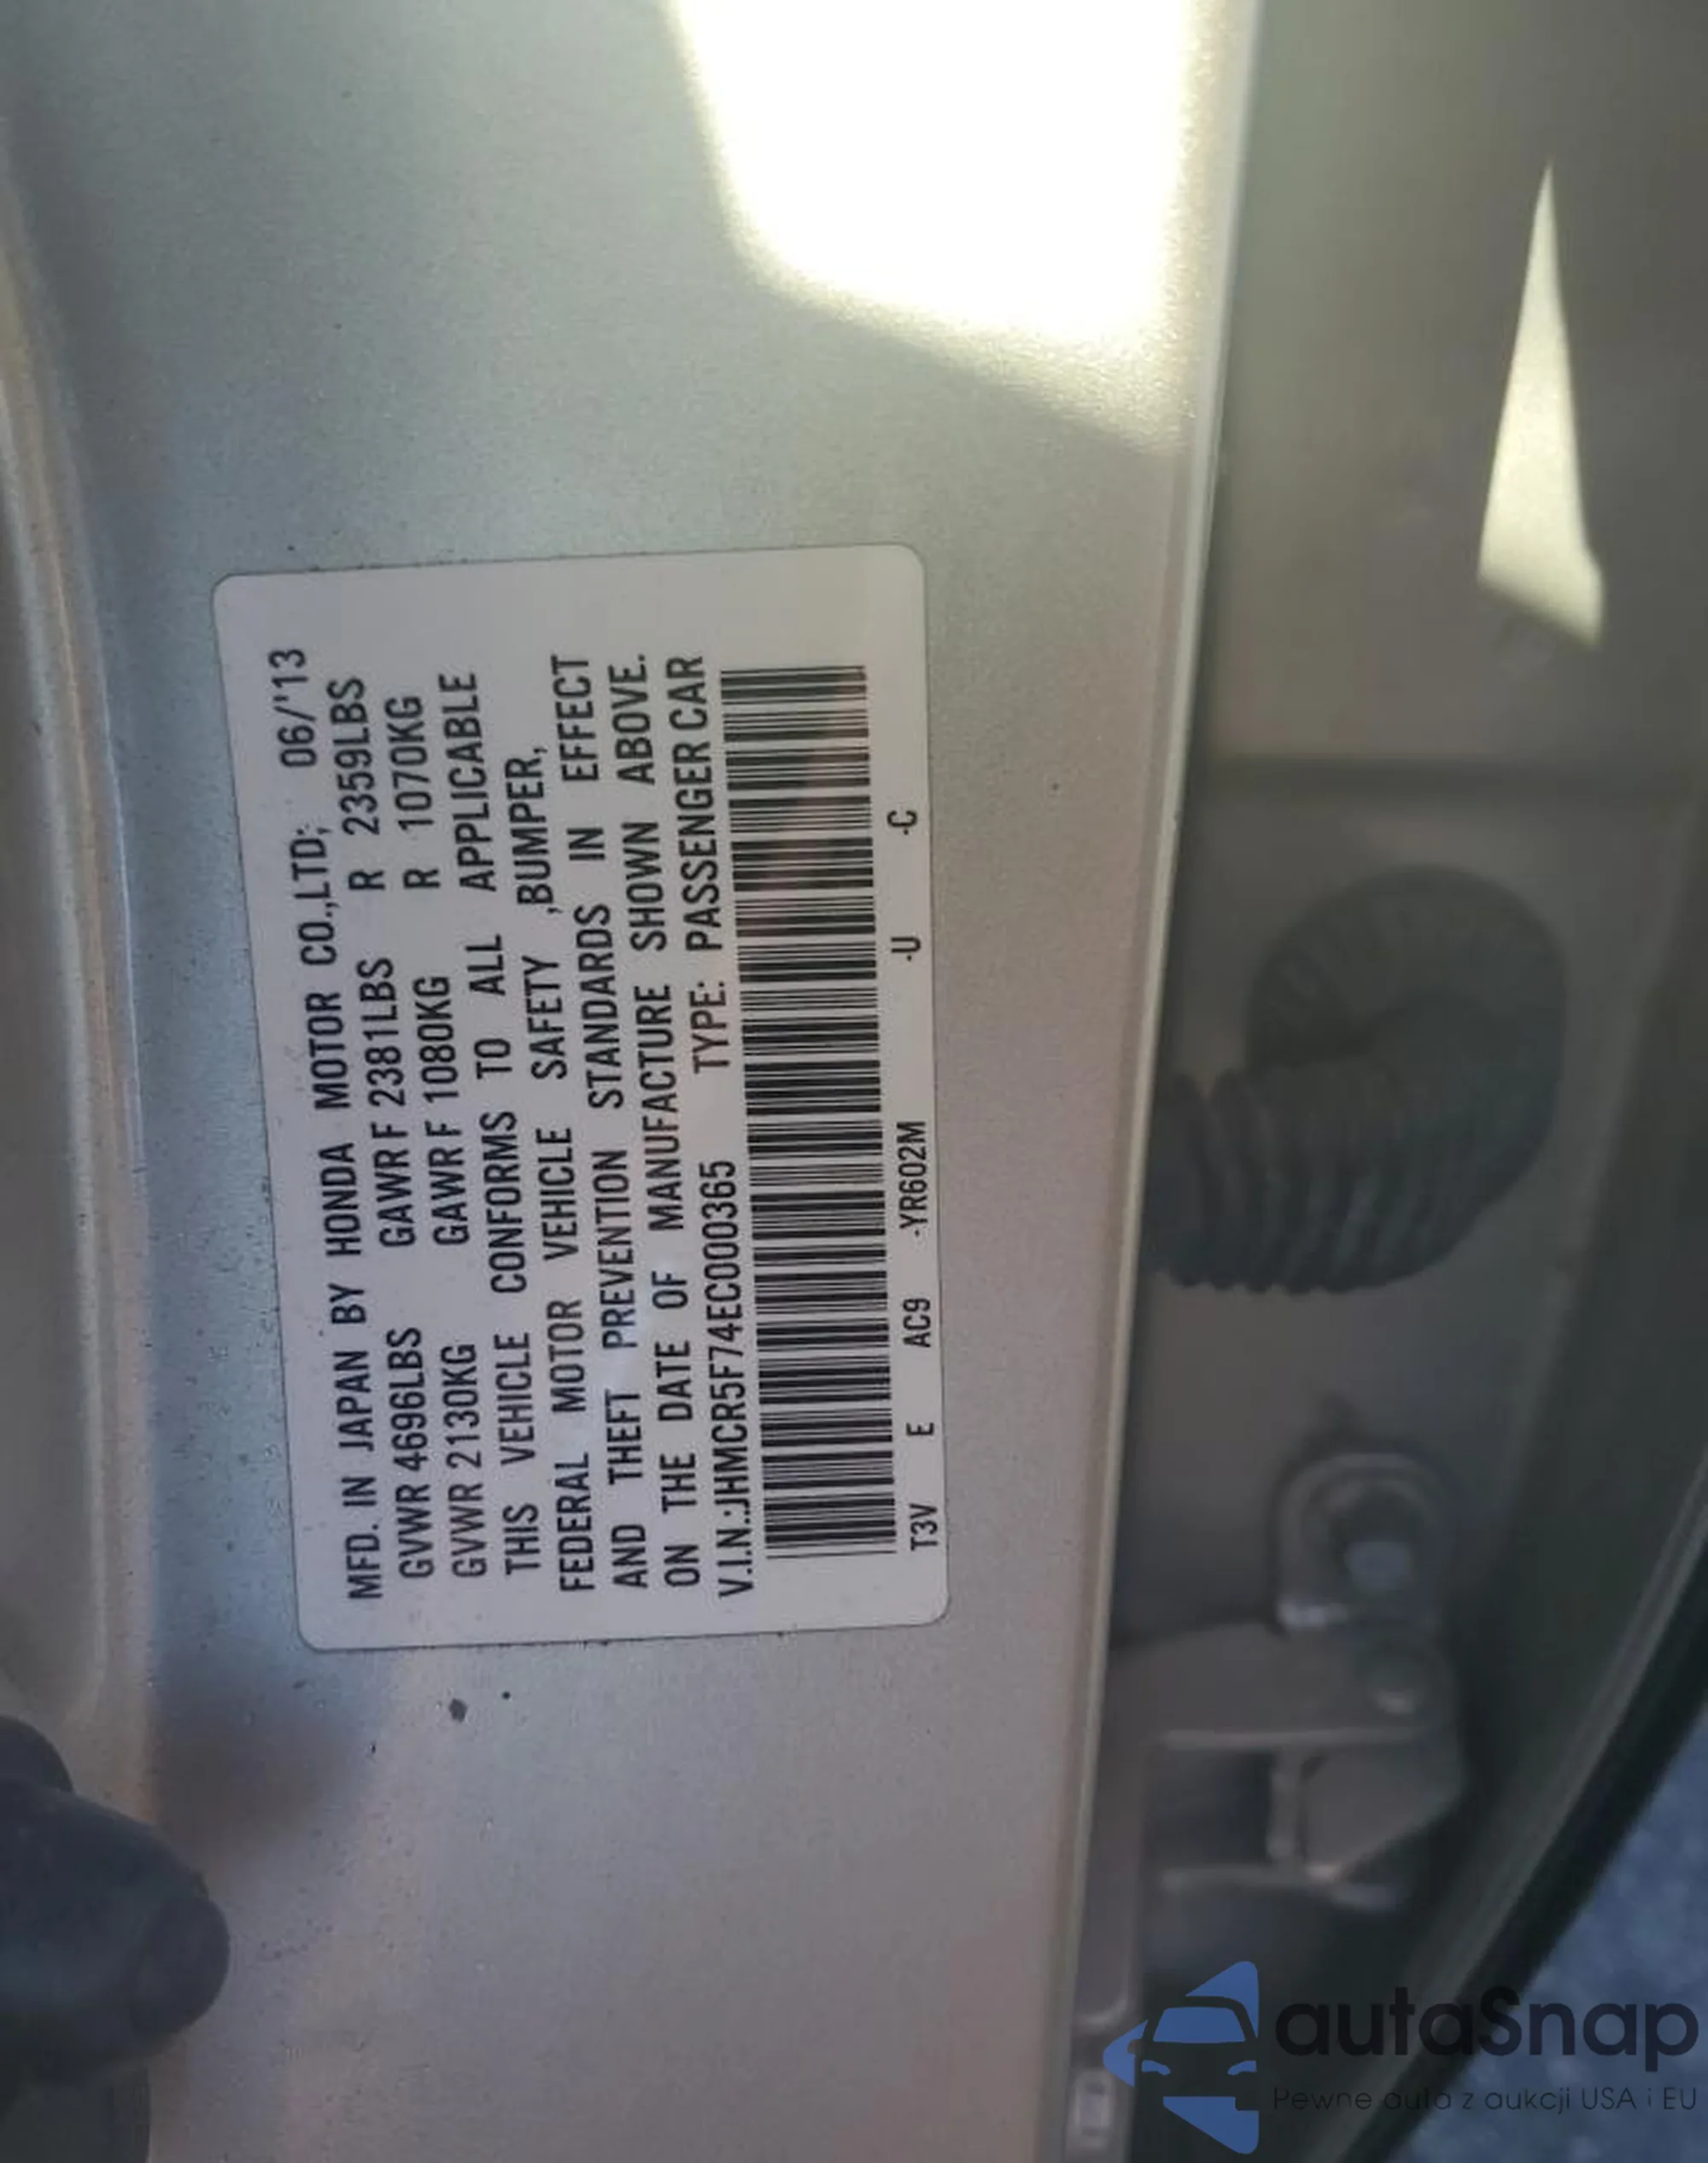 MFD. IN JAPAN BY HONDA MOTOR CO.,LTD; 06/'13
GVWR 4696LBS GAWR F 2381LBS R 2359LBS
GVWR 2130KG GAWR F 1080KG R 1070KG
THIS VEHICLE CONFORMS TO ALL APPLICABLE
FEDERAL MOTOR VEHICLE SAFETY ,BUMPER,
AND THEFT PREVENTION STANDARDS IN EFFECT
ON THE DATE OF MANUFACTURE SHOWN ABOVE.
V.I.N.:JHMCR5F74EC000365 TYPE: PASSENGER CAR
T3V E AC9 -YR602M -U -C
autaSnap
Pewne auta z aukcji USA i EU